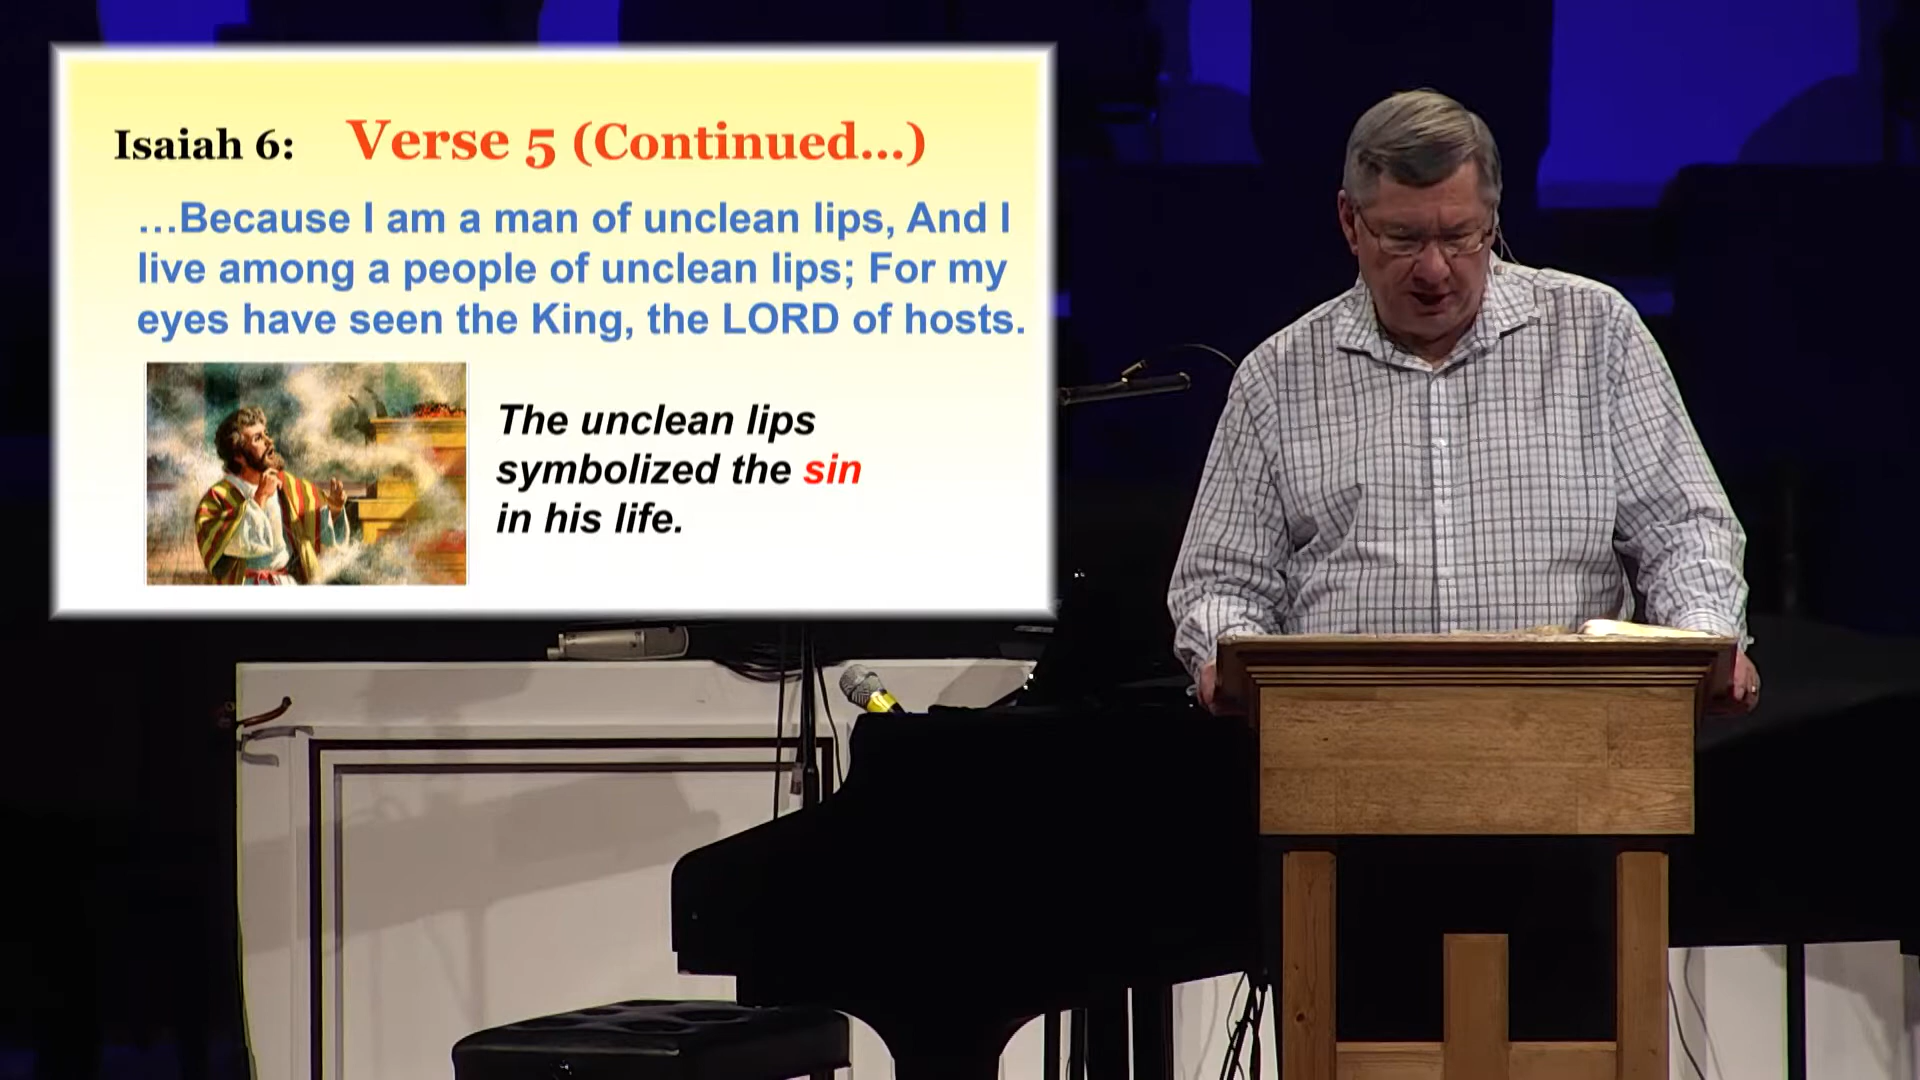 Isaiah 6: Verse 5 (Continued...)
...Because I am a man of unclean lips, And I
live among a people of unclean lips; For my
eyes have seen the King, the LORD of hosts.
The unclean lips
symbolized the sin
in his life.